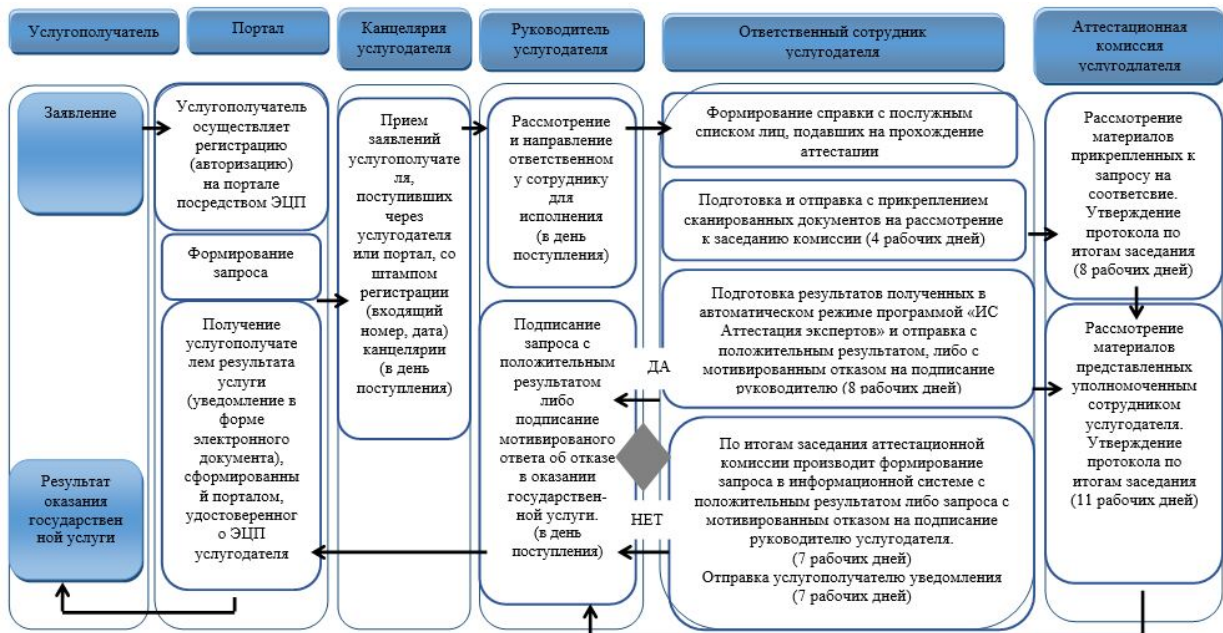 Услугополучатель
Портал
Канцелярия
услугодателя
Руководитель
услугодателя
Ответственный сотрудник
услугодателя
Аттестационная
комиссия
услугодлателя
Заявление
Результат
оказания
государствен
ной услуги
Услугополучатель
осуществляет
регистрацию
(авторизацию)
на портале
посредством ЭЦП
Формирование
запроса
Получение
услугополучате
лем результата
услуги
(уведомление в
форме
электронного
документа),
сформированны
й порталом,
удостоверенног
о ЭЦП
услугодателя
Прием
заявлений
услугополучате
ля,
поступивших
через
услугодателя
или портал, со
штампом
регистрации
(входящий
номер, дата)
канцелярии
(в день
поступления)
Рассмотрение
и направление
ответственном
у сотруднику
для
исполнения
(в день
поступления)
Подписание
запроса с
положительным
результатом
либо
подписание
мотивированого
ответа об отказе
в оказании
государствен-
ной услуги.
(в день
поступления)
ДА
НЕТ
Формирование справки с послужным
списком лиц, подавших на прохождение
аттестации
Подготовка и отправка с прикреплением
сканированных документов на рассмотрение
к заседанию комиссии (4 рабочих дней)
Подготовка результатов полученных в
автоматическом режиме программой «ИС
Аттестация экспертов» и отправка с
положительным результатом, либо с
мотивированным отказом на подписание
руководителю (8 рабочих дней)
По итогам заседания аттестационной
комиссии производит формирование
запроса в информационной системе с
положительным результатом либо запроса с
мотивированным отказом на подписание
руководителю услугодателя.
(7 рабочих дней)
Отправка услугополучателю уведомления
(7 рабочих дней)
Рассмотрение
материалов
прикрепленных к
запросу на
соответсвие.
Утверждение
протокола по
итогам заседания
(8 рабочих дней)
Рассмотрение
материалов
представленных
уполномоченным
сотрудником
услугодателя.
Утверждение
протокола по
итогам заседания
(11 рабочих дней)